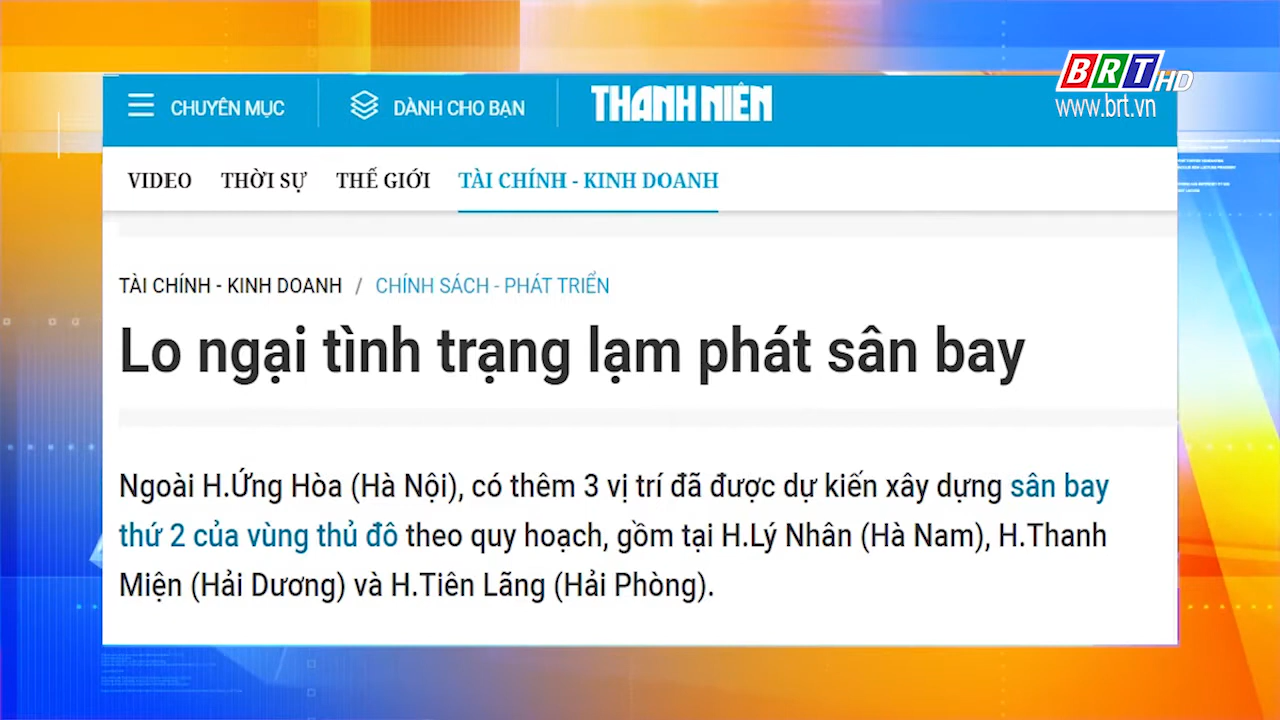 BRTHD
www.brt.vn
CHUYÊN MỤC
DÀNH CHO BẠN
THANH NIÊN
VIDEO THỜI SỰ THẾ GIỚI TÀI CHÍNH - KINH DOANH
TÀI CHÍNH - KINH DOANH / CHÍNH SÁCH - PHÁT TRIỂN
Lo ngại tình trạng lạm phát sân bay
Ngoài H.Ứng Hòa (Hà Nội), có thêm 3 vị trí đã được dự kiến xây dựng sân bay
thứ 2 của vùng thủ đô theo quy hoạch, gồm tại H.Lý Nhân (Hà Nam), H.Thanh
Miện (Hải Dương) và H.Tiên Lãng (Hải Phòng).